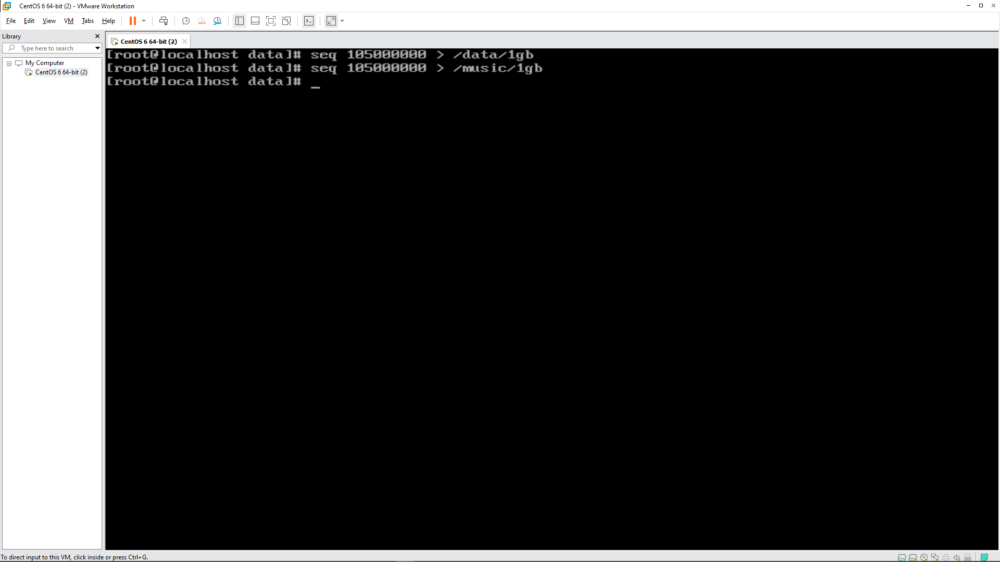 CentOS 6 64-bit (2) - VMware Workstation
File Edit View VM Tabs Help
Library
Type here to search
My Computer
CentOS 6 64-bit (2)
CentOS 6 64-bit (2)
[root@localhost data]# seq 105000000 > /data/1gb
[root@localhost data]# seq 105000000 > /music/1gb
[root@localhost data]# _
To direct input to this VM, click inside or press Ctrl+G.